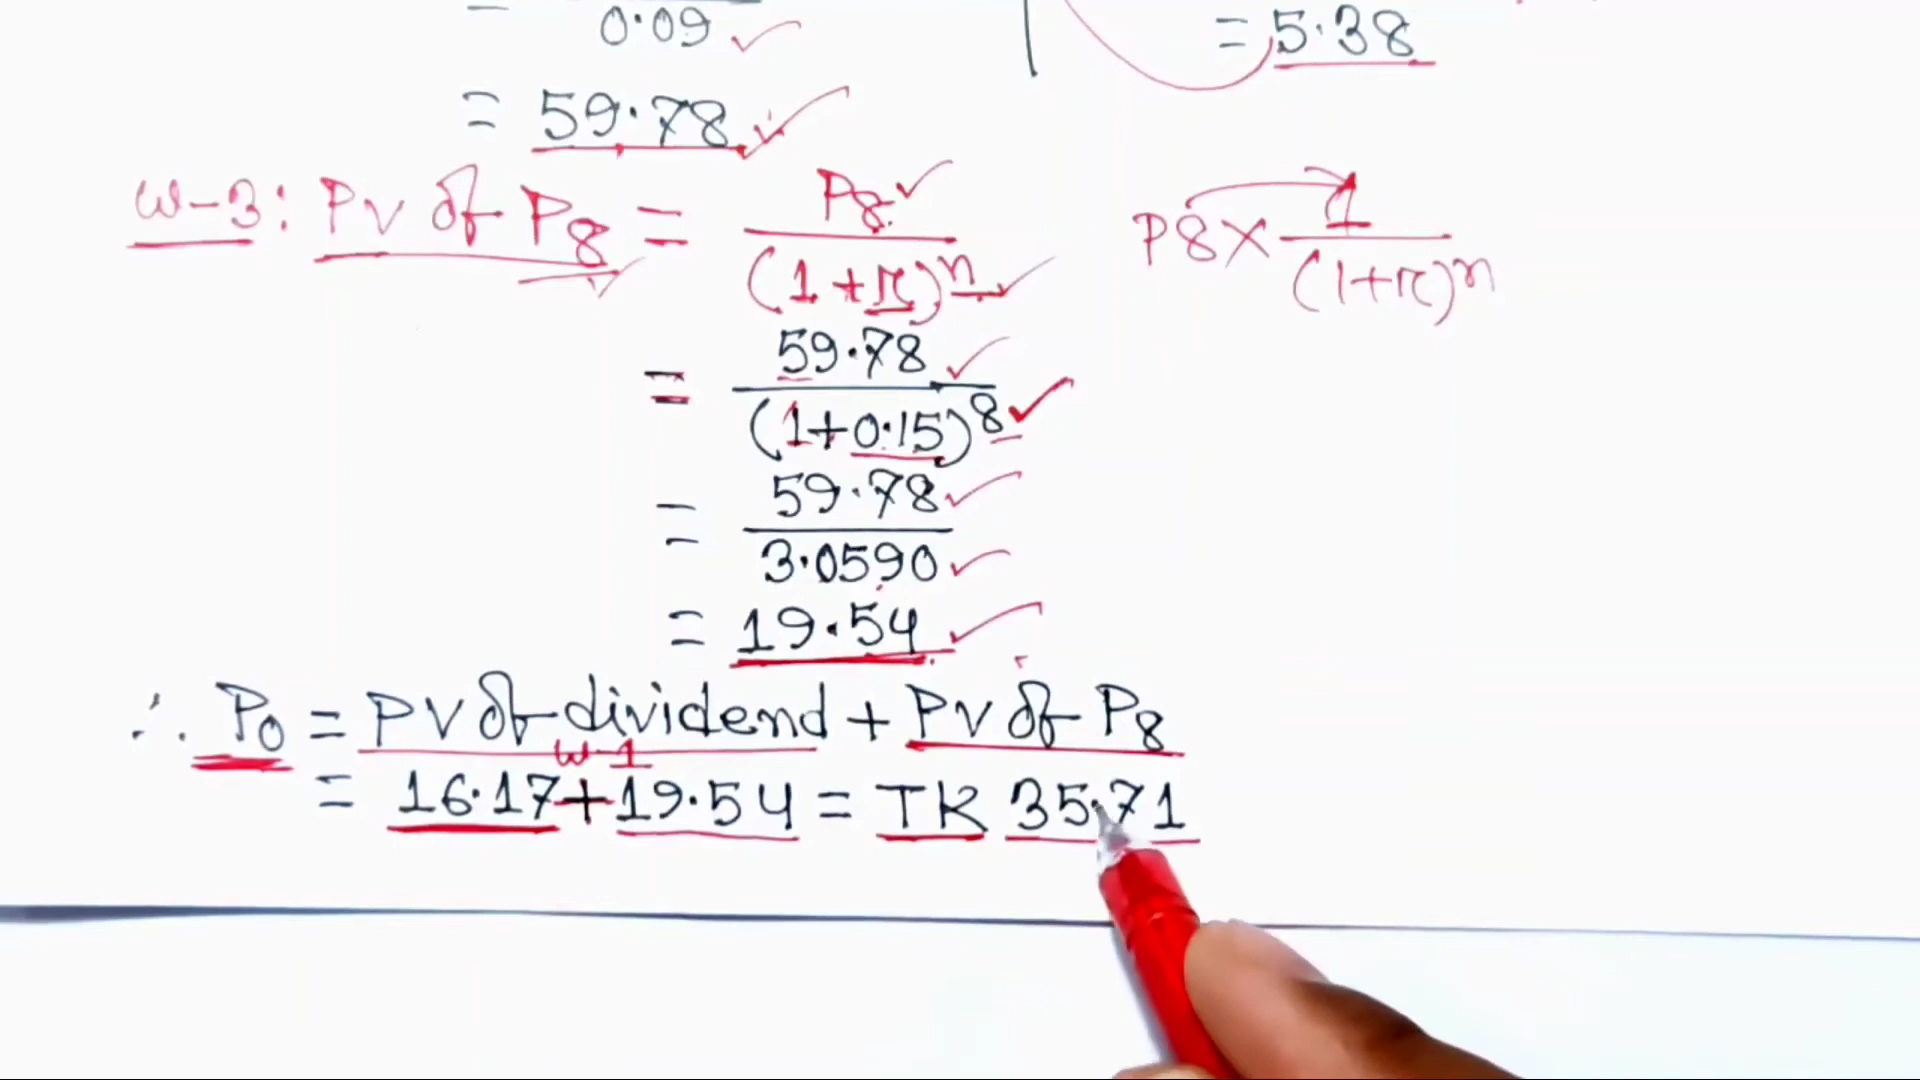 0.09
= 5.38
= 59.78
W-3: PV of P8 = P8 / (1+r)^n
P8 × 1 / (1+r)^n
= 59.78 / (1+0.15)^8
= 59.78 / 3.0590
= 19.54
∴ P0 = PV of dividend + PV of P8
W-1
= 16.17 + 19.54 = TK 35.71